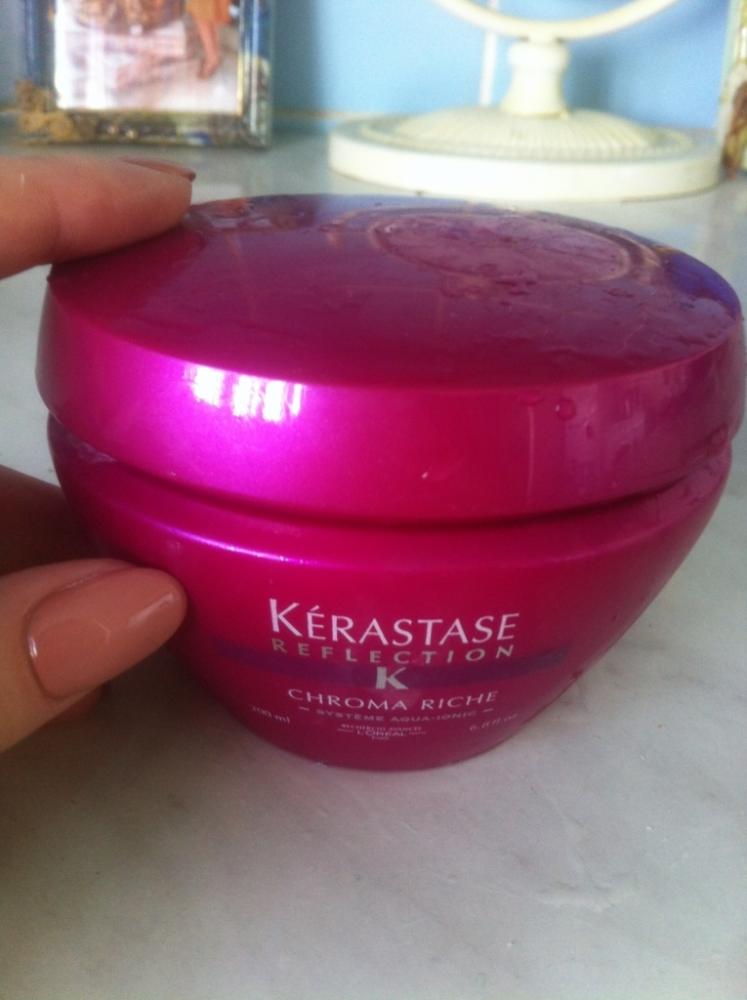 KÉRASTASE
REFLECTION
K
CHROMA RICHE
SYSTÈME AQUA-IONIC
200 ml
6.8 fl oz
L'ORÉAL